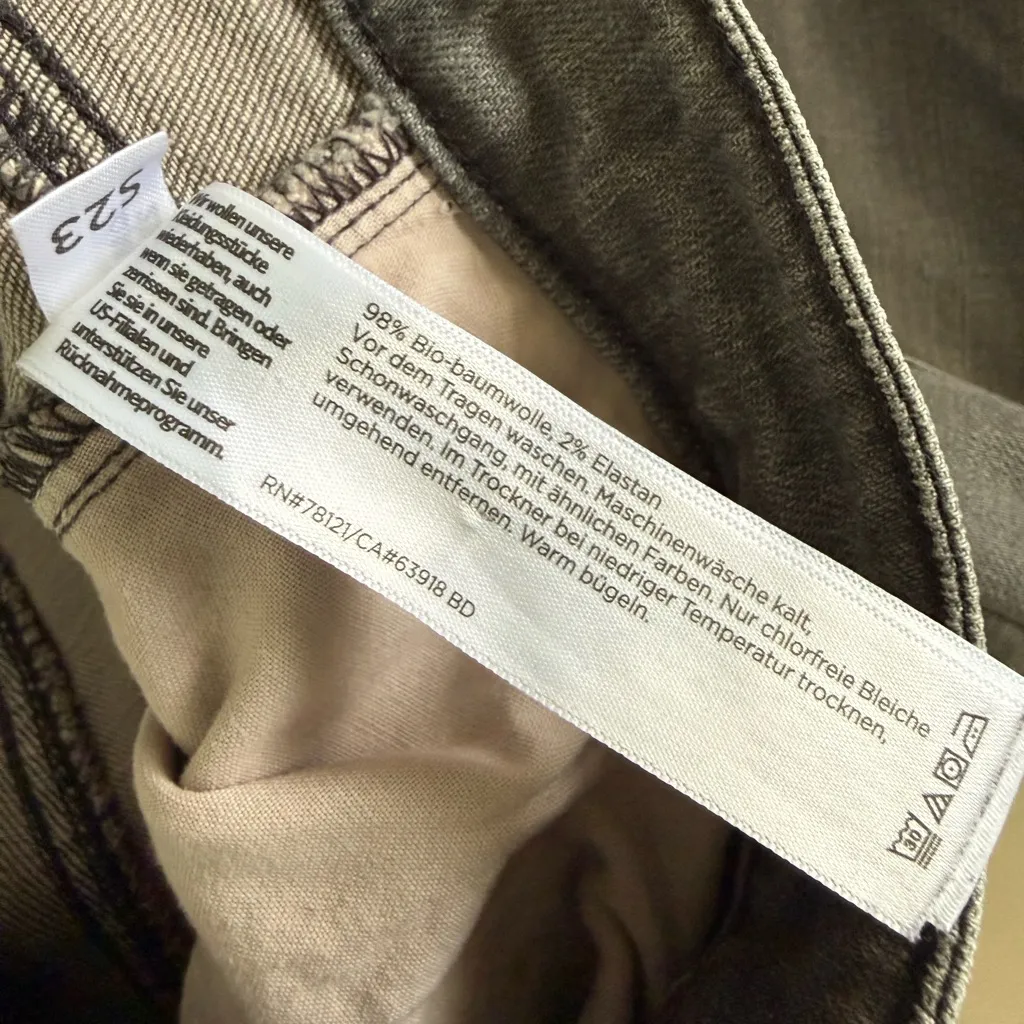 S23
Wir wollen unsere
Kleidungsstücke
wiederhaben, auch
wenn sie getragen oder
zerrissen sind. Bringen
Sie sie in unsere
US-Filialen und
unterstützen Sie unser
Rücknahmeprogramm.
98% Bio-baumwolle, 2% Elastan
Vor dem Tragen waschen. Maschinenwäsche kalt,
Schonwaschgang, mit ähnlichen Farben. Nur chlorfreie Bleiche
verwenden. Im Trockner bei niedriger Temperatur trocknen,
umgehend entfernen. Warm bügeln.
RN#78121/CA#63918 BD
30